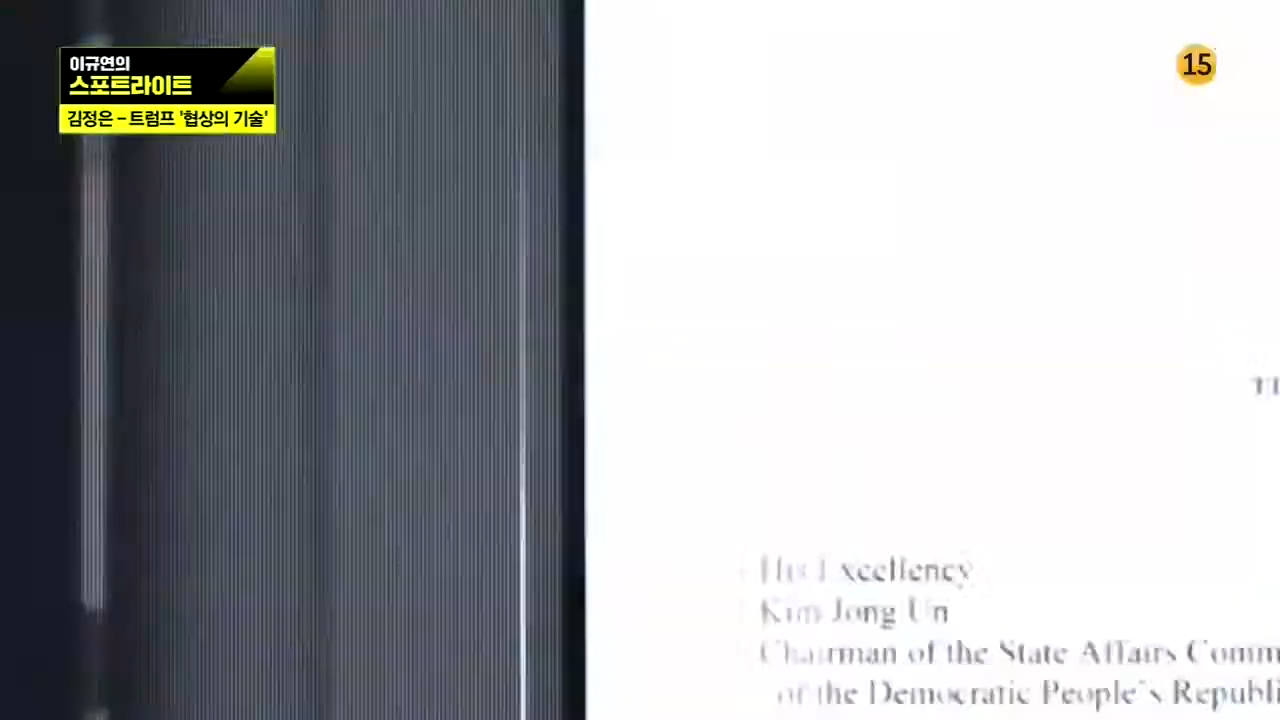 이규연의
스포트라이트
김정은 – 트럼프 '협상의 기술'
15
His Excellency
Kim Jong Un
Chairman of the State Affairs Comm
of the Democratic People's Republi